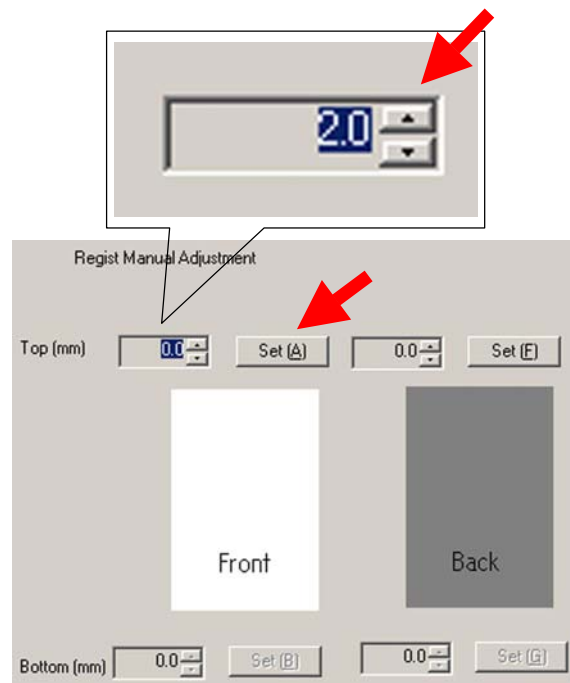 2.0
Regist Manual Adjustment
Top (mm) 0.0 Set (A) 0.0 Set (F)
Front Back
Bottom (mm) 0.0 Set (B) 0.0 Set (G)